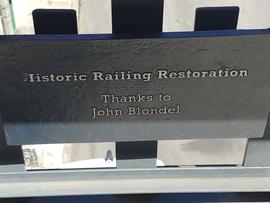 Historic Railing Restoration
Thanks to
John Blondel